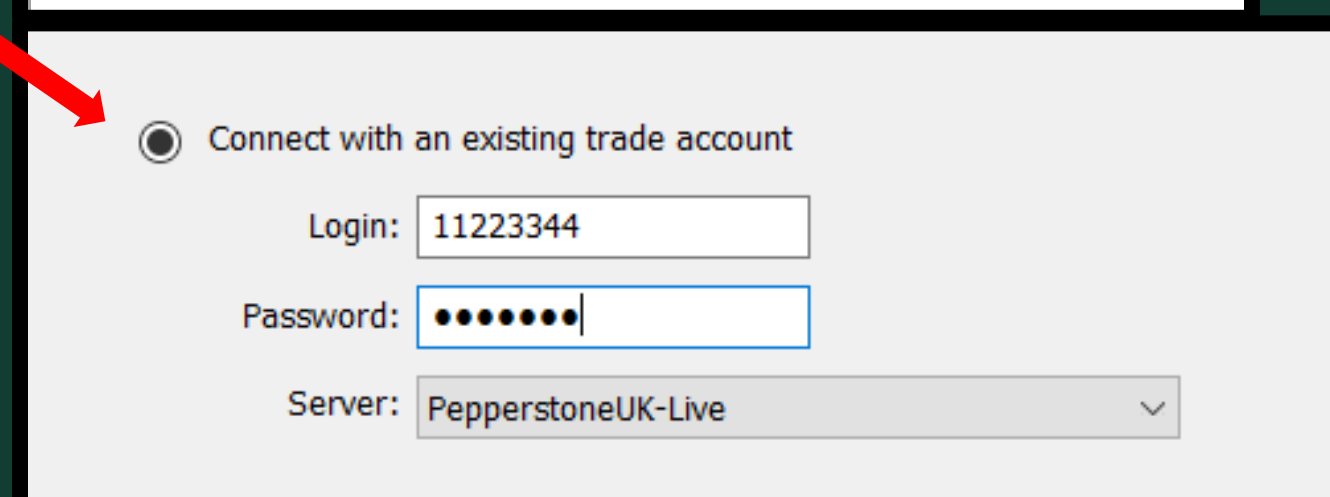 Connect with an existing trade account
Login: 11223344
Password: ●●●●●●●
Server: PepperstoneUK-Live